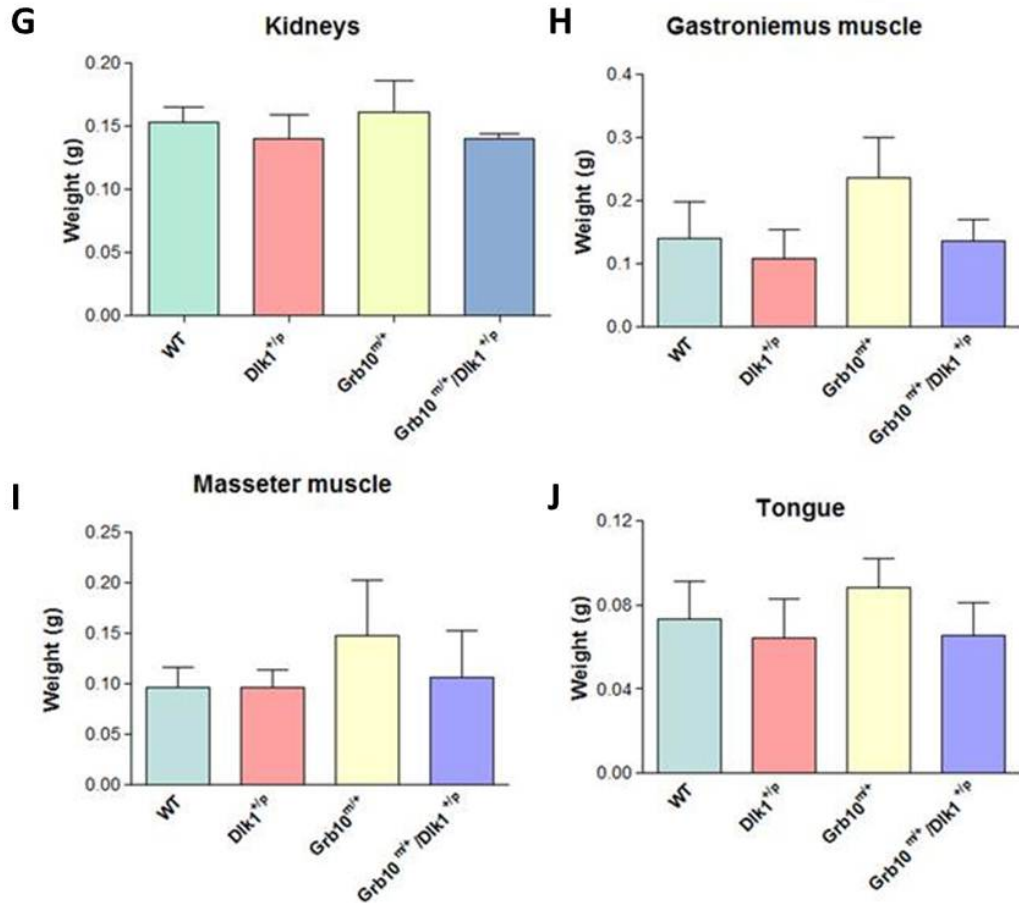 G
Kidneys
Weight (g)
0.20
0.15
0.10
0.05
0.00
WT
Dlk1+/p
Grb10m/+
Grb10 m/+/Dlk1+/p
H
Gastroniemus muscle
Weight (g)
0.4
0.3
0.2
0.1
0.0
WT
Dlk1+/p
Grb10m/+
Grb10 m/+/Dlk1+/p
I
Masseter muscle
Weight (g)
0.25
0.20
0.15
0.10
0.05
0.00
WT
Dlk1+/p
Grb10m/+
Grb10 m/+/Dlk1+/p
J
Tongue
Weight (g)
0.12
0.08
0.04
0.00
WT
Dlk1+/p
Grb10m/+
Grb10 m/+/Dlk1+/p